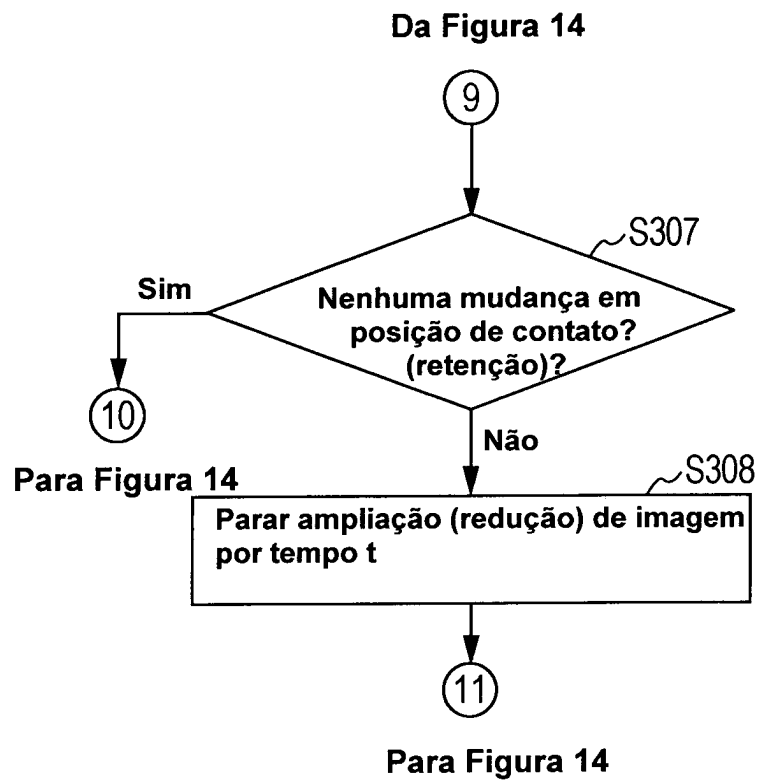 Da Figura 14
9
S307
Sim
Nenhuma mudança em
posição de contato?
(retenção)?
10
Não
Para Figura 14
S308
Parar ampliação (redução) de imagem
por tempo t
11
Para Figura 14